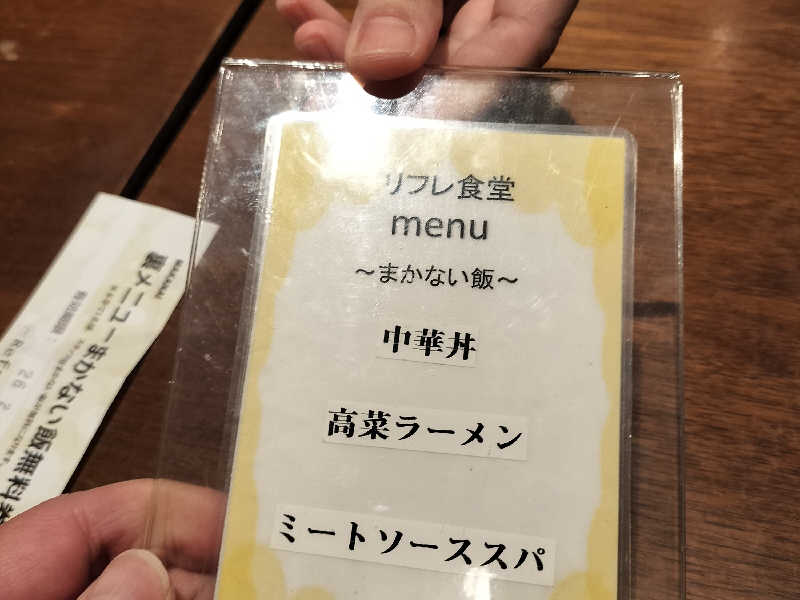 リフレ食堂
menu
～まかない飯～
中華丼
高菜ラーメン
ミートソーススパ
裏メニューまかない飯無料券